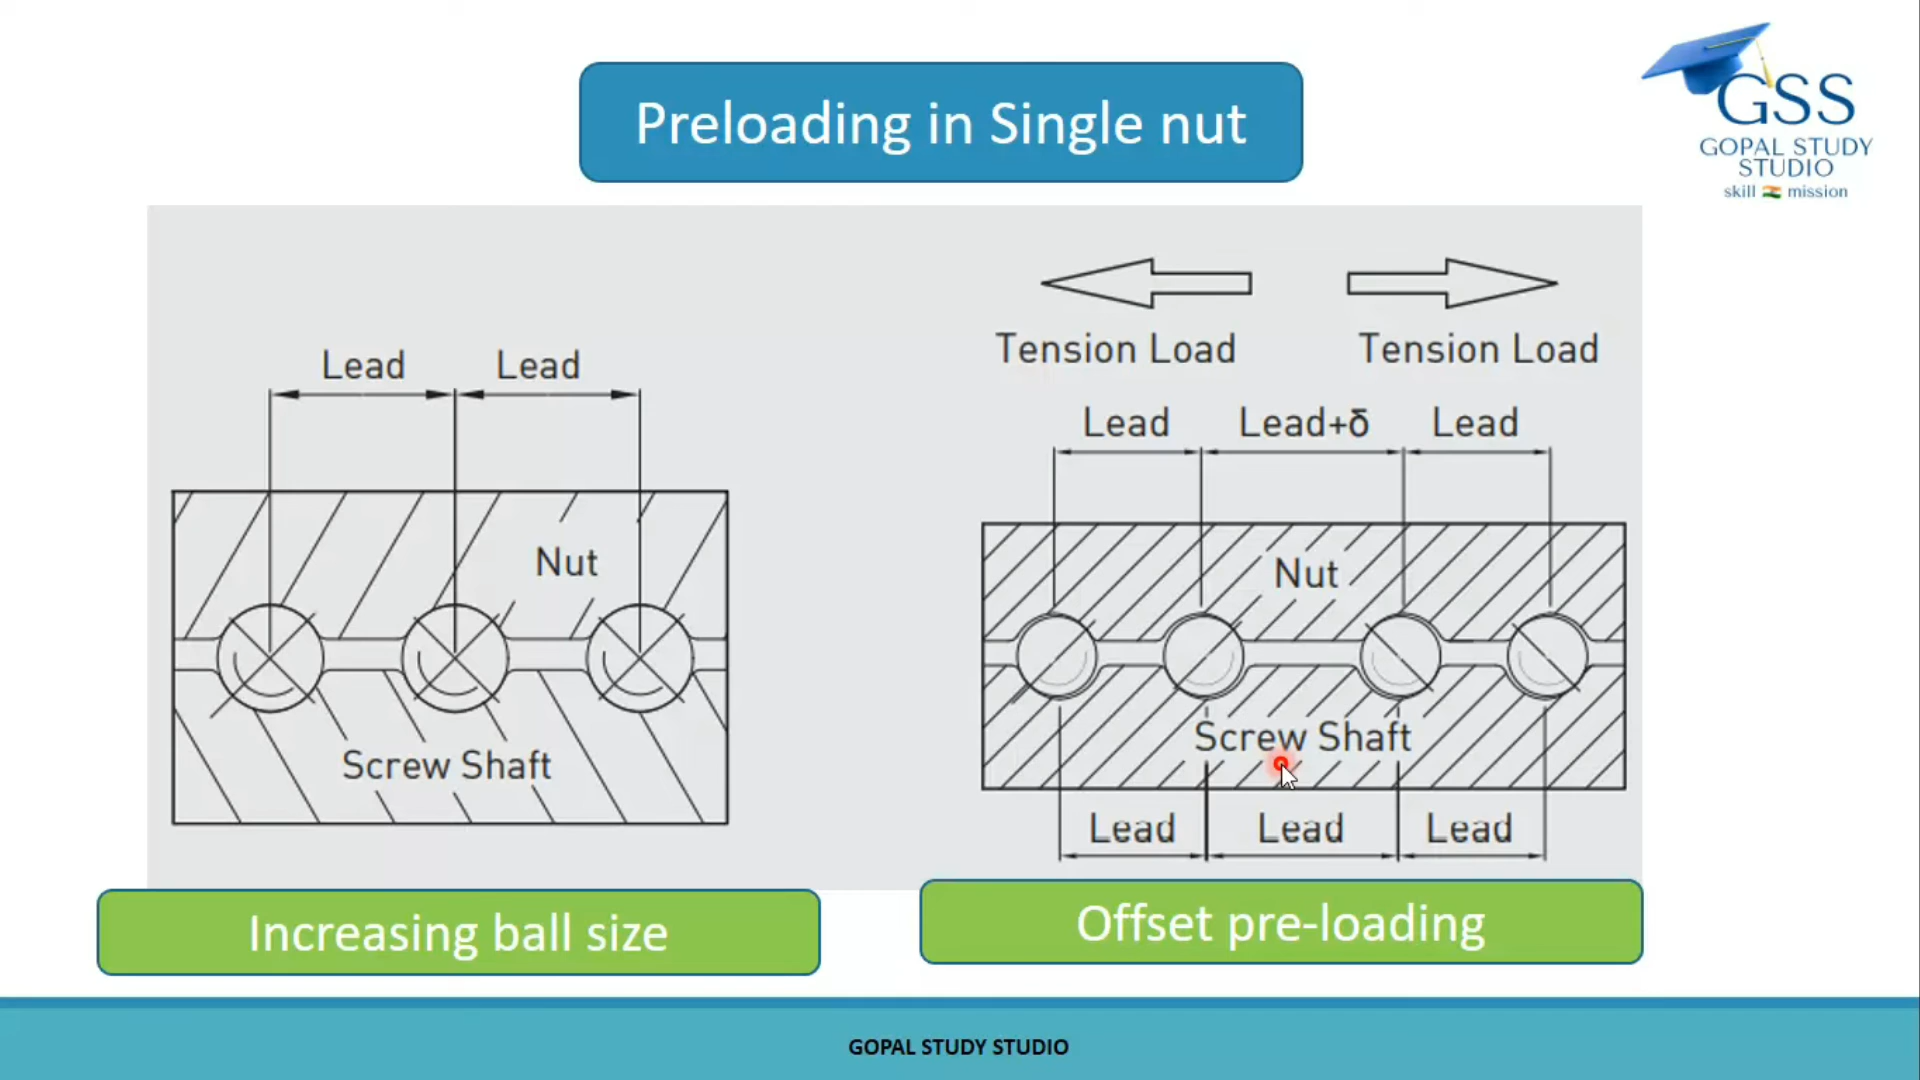 Preloading in Single nut
GSS
GOPAL STUDY
STUDIO
skill mission
Lead Lead
Nut
Screw Shaft
Increasing ball size
Tension Load Tension Load
Lead Lead+δ Lead
Nut
Screw Shaft
Lead Lead Lead
Offset pre-loading
GOPAL STUDY STUDIO